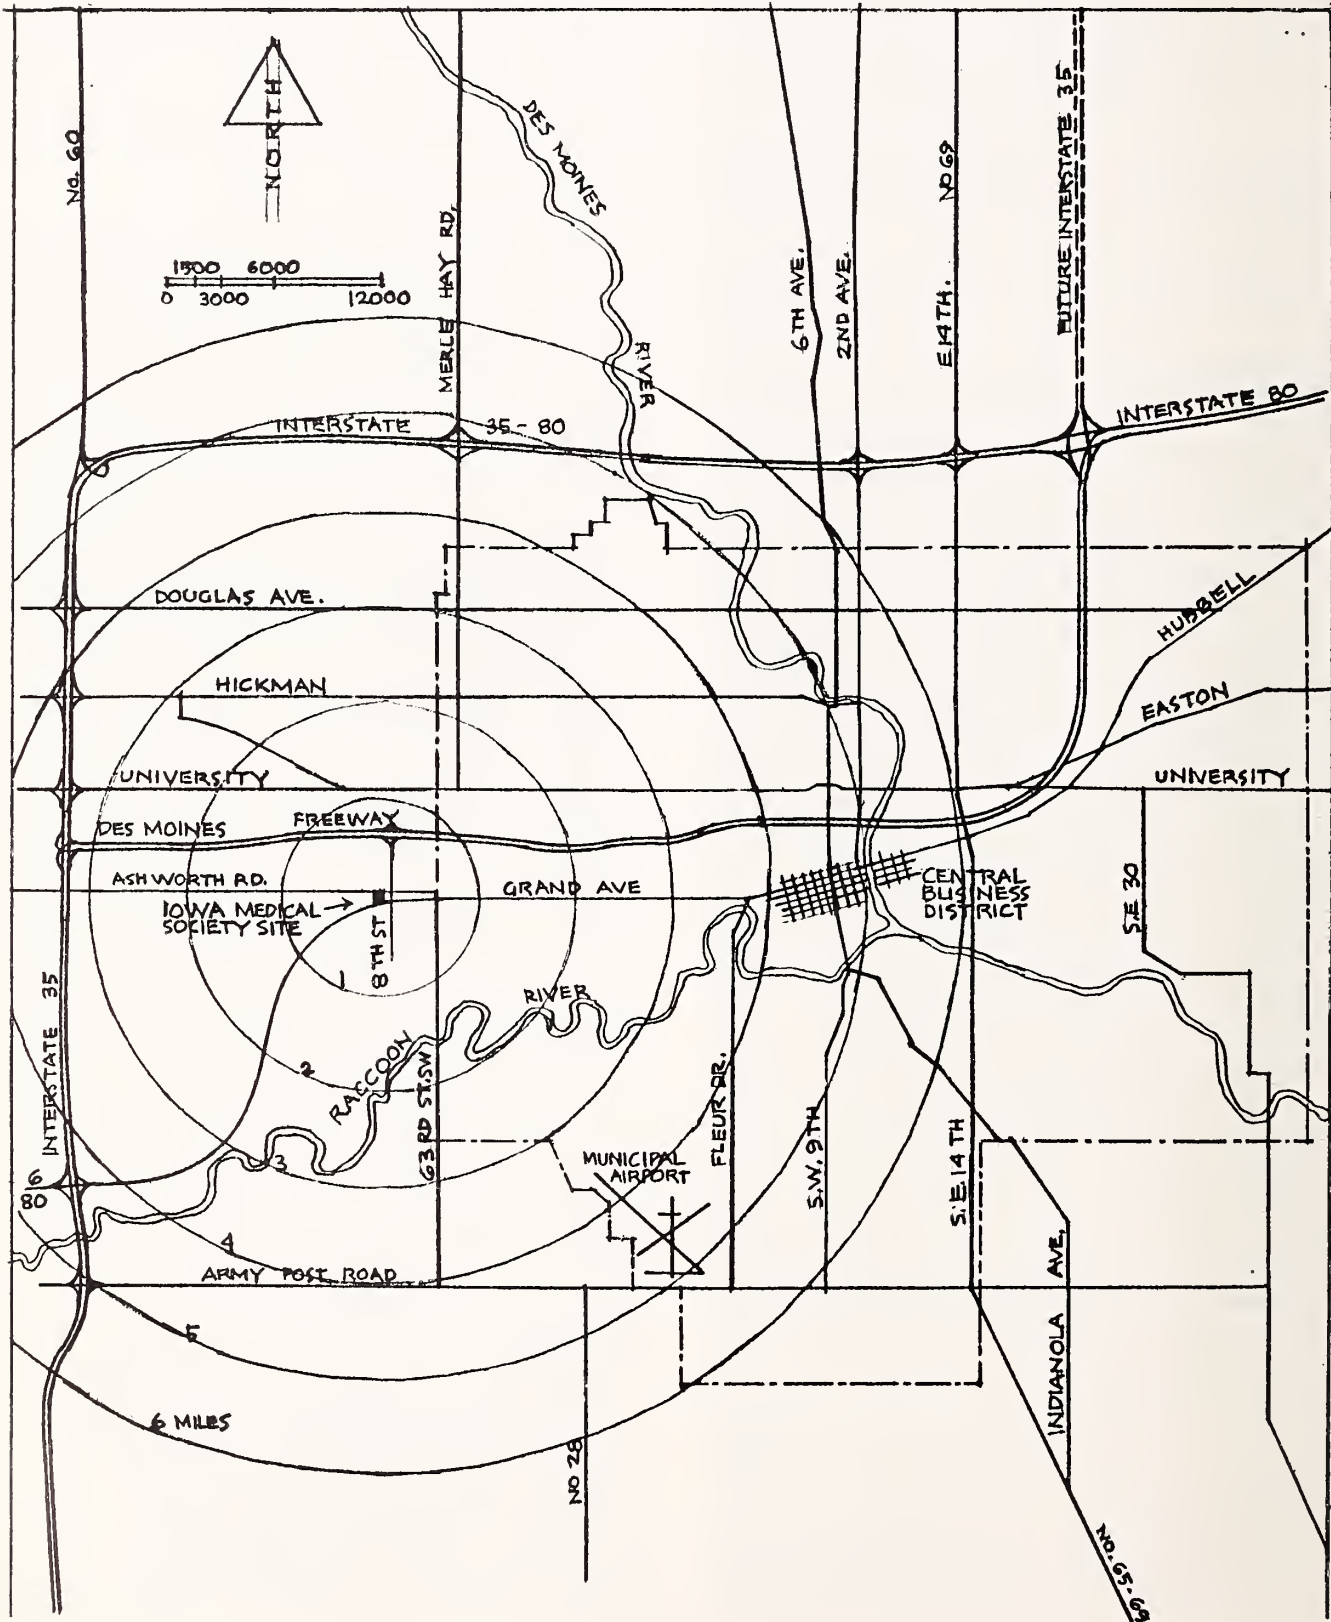 NORTH
No. 60
1500 6000
0 3000 12000
MERLE HAY RD.
DES MOINES
RIVER
6TH AVE.
2ND AVE.
E 14TH.
NO 69
FUTURE INTERSTATE 35
INTERSTATE 35-80
INTERSTATE 80
DOUGLAS AVE.
HUBBELL
HICKMAN
EASTON
UNIVERSITY
UNIVERSITY
DES MOINES FREEWAY
ASHWORTH RD.
GRAND AVE
CENTRAL
BUSINESS
DISTRICT
IOWA MEDICAL
SOCIETY SITE
8TH ST
S.E 30
1
INTERSTATE 35
RACCOON
RIVER
2
63RD ST. SW
FLEUR DR.
S.W. 9TH
S.E. 14TH
3
MUNICIPAL
AIRPORT
6
80
4
ARMY POST ROAD
INDIANOLA AVE.
5
6 MILES
NO 28
NO. 65-69